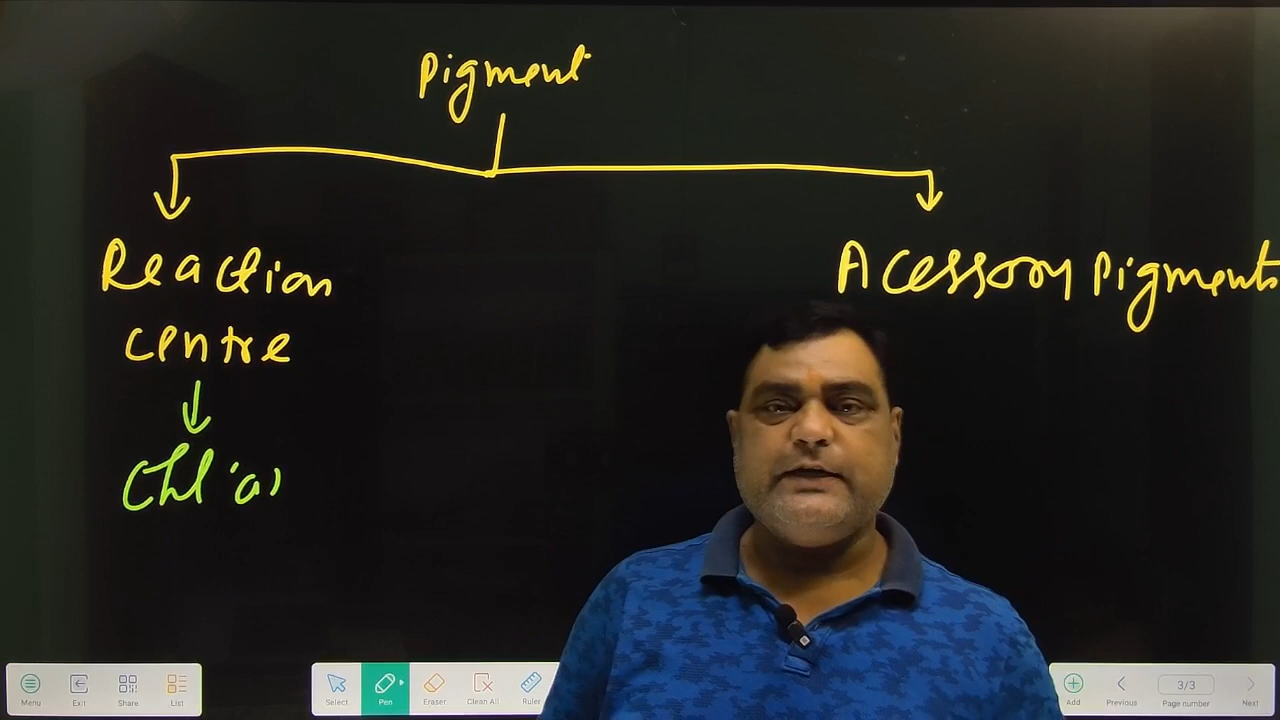 Pigment
Reaction
centre
Acessory Pigments
Chl 'a'
Menu
Exit
Share
List
Select
Pen
Eraser
Clean All
Ruler
Add
Previous
3/3
Page number
Next